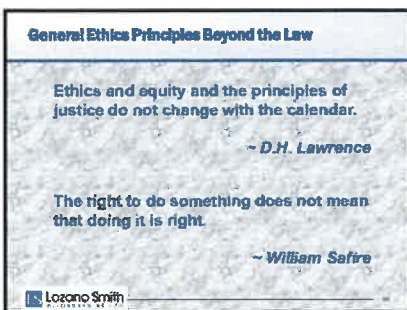 General Ethics Principles Beyond the Law
Ethics and equity and the principles of
justice do not change with the calendar.
~ D.H. Lawrence
The right to do something does not mean
that doing it is right.
~ William Safire
LS Lozano Smith